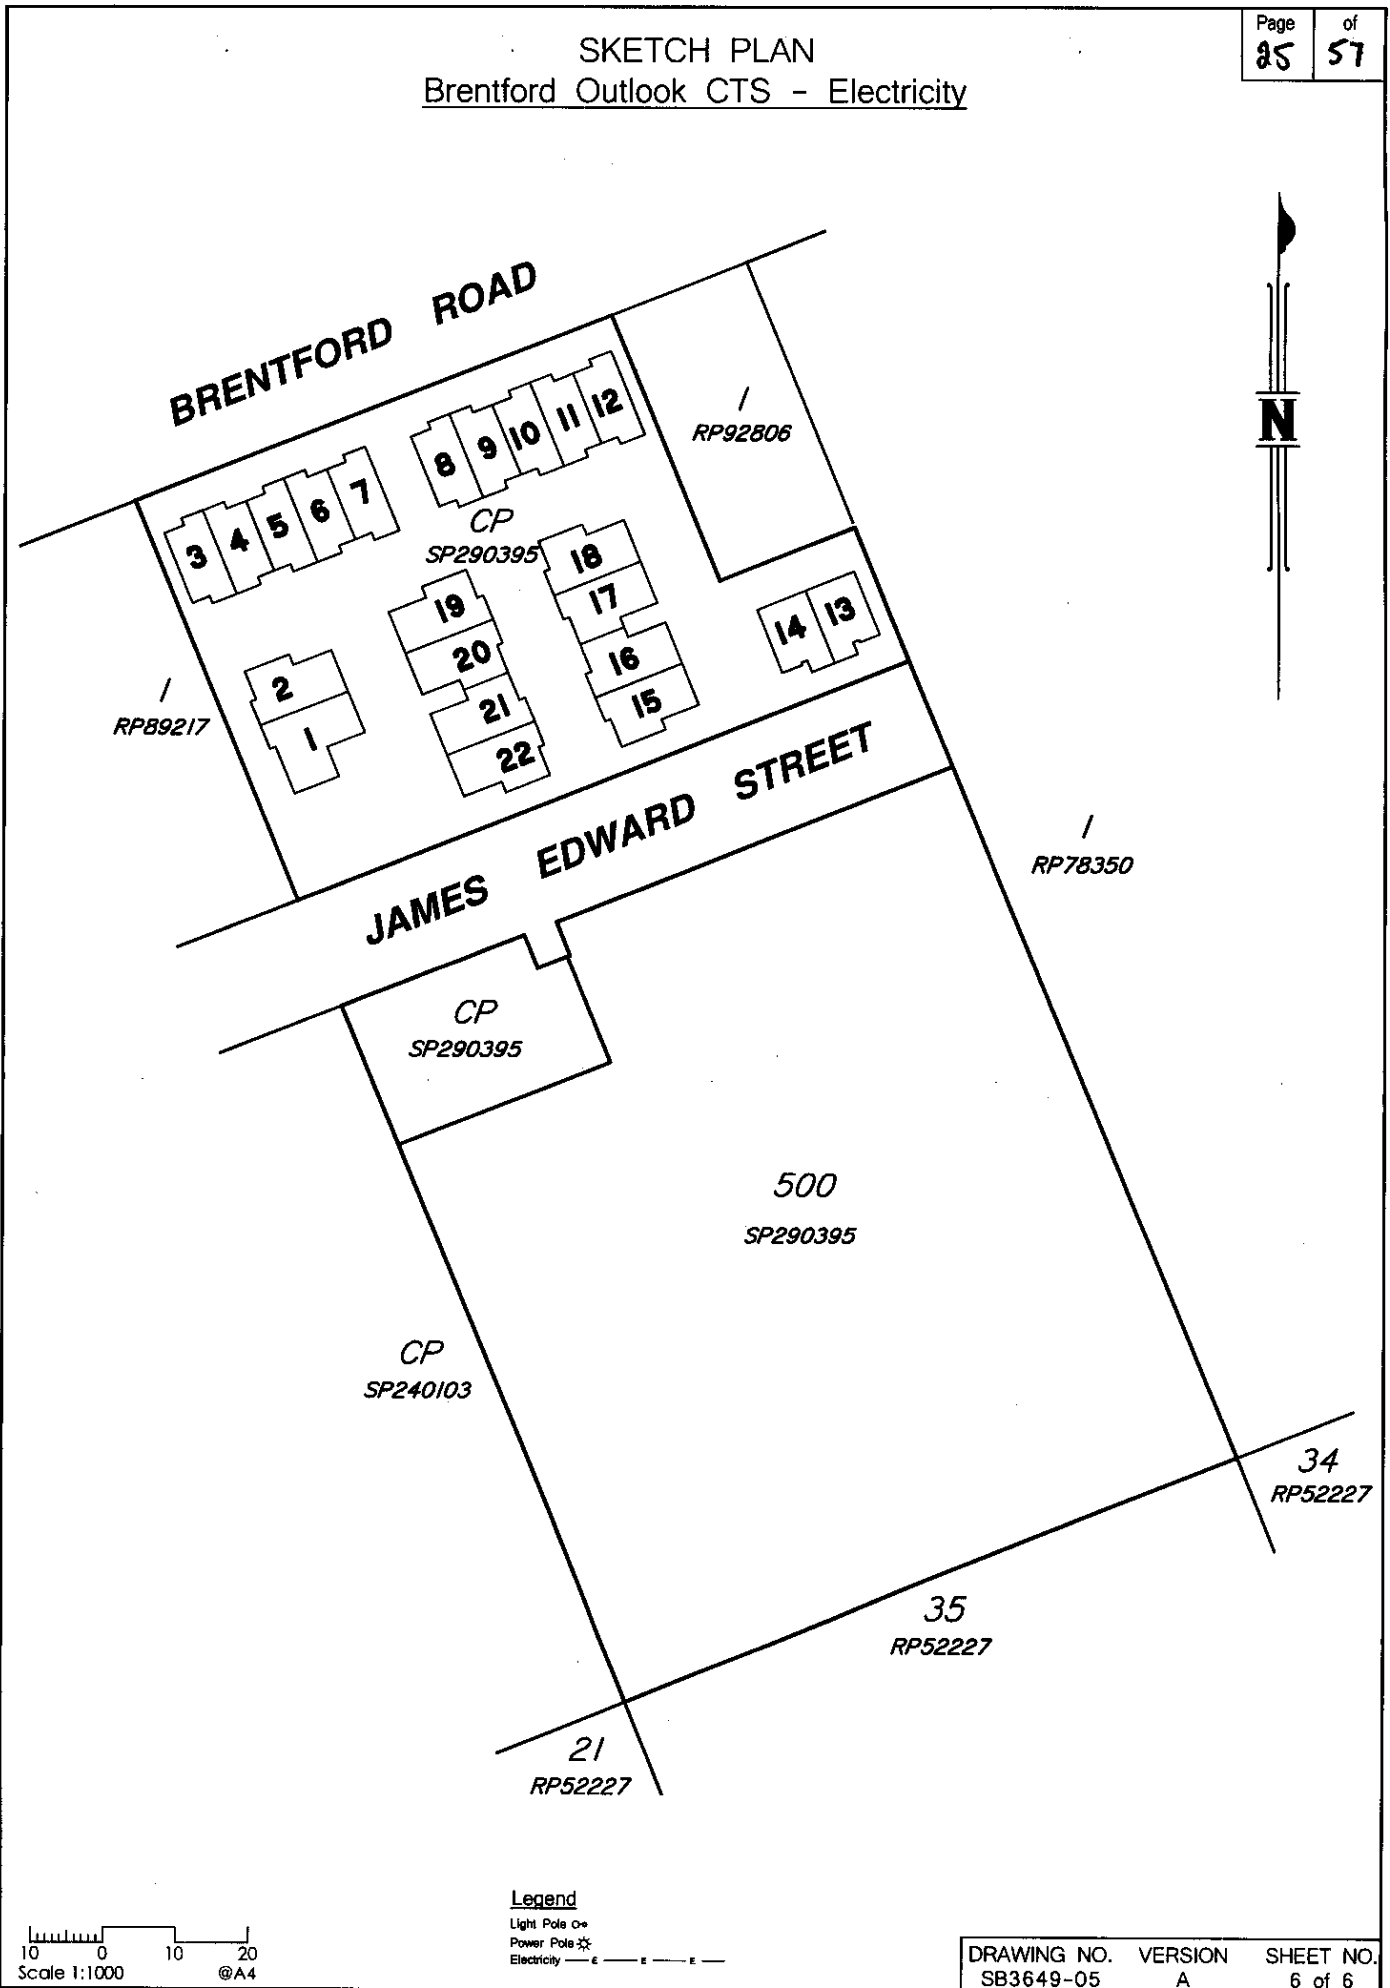 Page of
25 57
SKETCH PLAN
Brentford Outlook CTS - Electricity
BRENTFORD ROAD
N
1
RP92806
12
11
10
9
8
7
6
5
4
3
CP
SP290395
18
17
16
15
14
13
19
20
21
22
2
1
1
RP89217
JAMES EDWARD STREET
1
RP78350
CP
SP290395
500
SP290395
CP
SP240103
34
RP52227
35
RP52227
21
RP52227
Legend
Light Pole
Power Pole
Electricity E E E
10 0 10 20
Scale 1:1000 @A4
DRAWING NO. VERSION SHEET NO.
SB3649-05 A 6 of 6